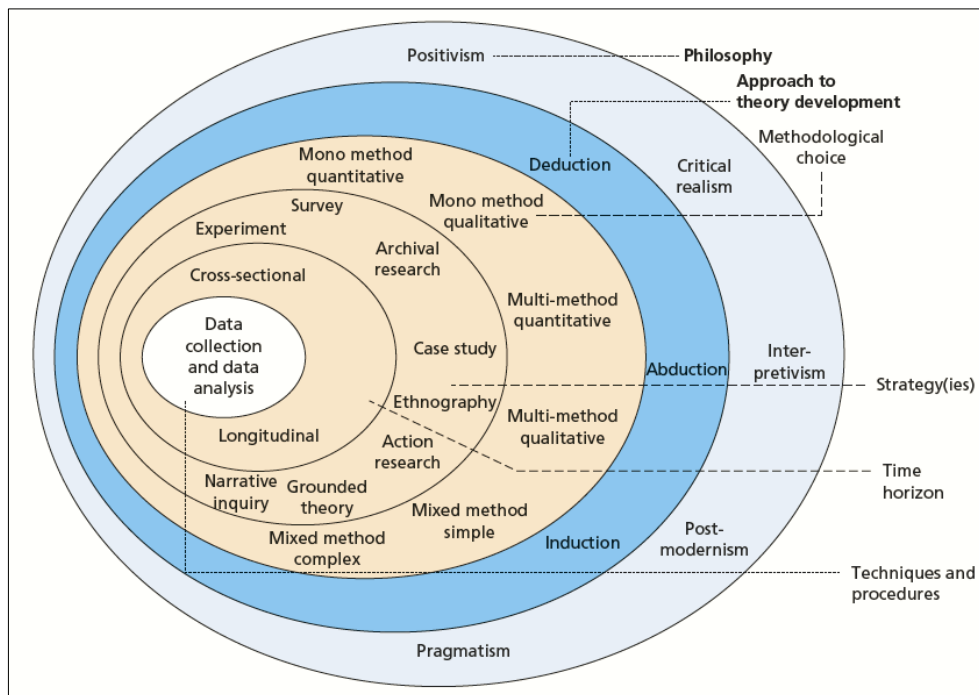 Positivism
Philosophy
Approach to
theory development
Methodological
choice
Mono method
quantitative
Deduction
Critical
realism
Mono method
qualitative
Survey
Experiment
Archival
research
Cross-sectional
Multi-method
quantitative
Data
collection
and data
analysis
Case study
Inter-
pretivism
Abduction
Strategy(ies)
Ethnography
Multi-method
qualitative
Longitudinal
Action
research
Time
horizon
Narrative
inquiry
Grounded
theory
Mixed method
simple
Mixed method
complex
Induction
Post-
modernism
Techniques and
procedures
Pragmatism